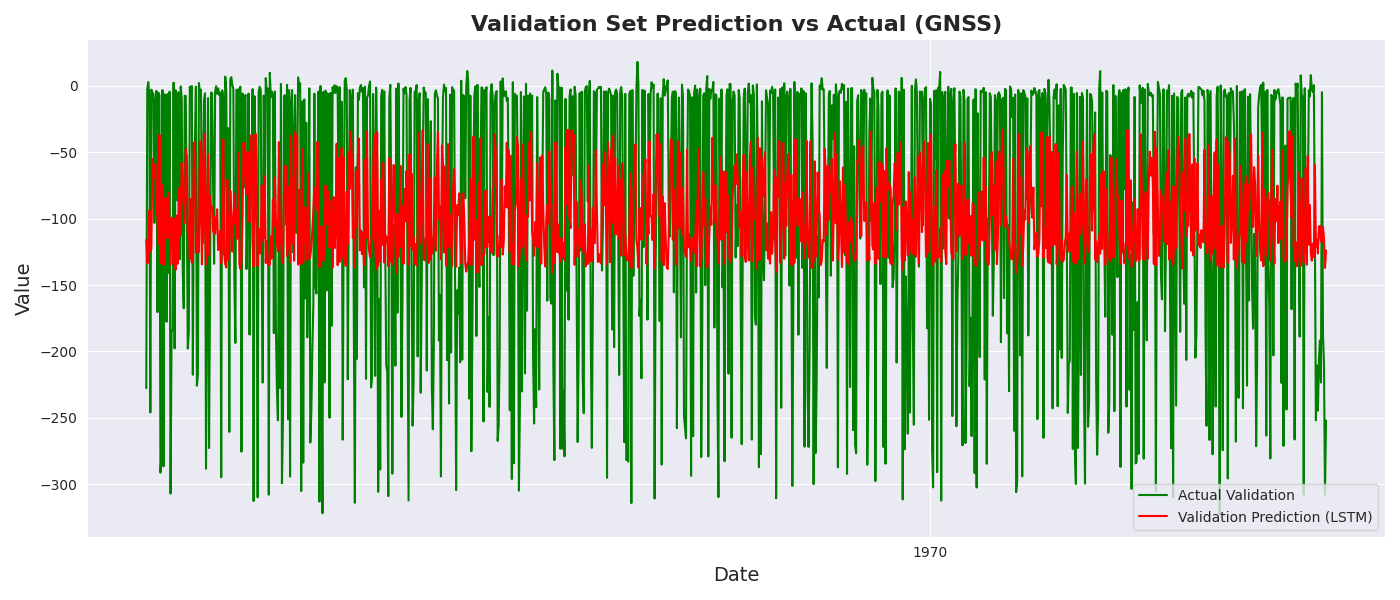 Validation Set Prediction vs Actual (GNSS)
0
−50
−100
−150
−200
−250
−300
Value
Actual Validation
Validation Prediction (LSTM)
1970
Date